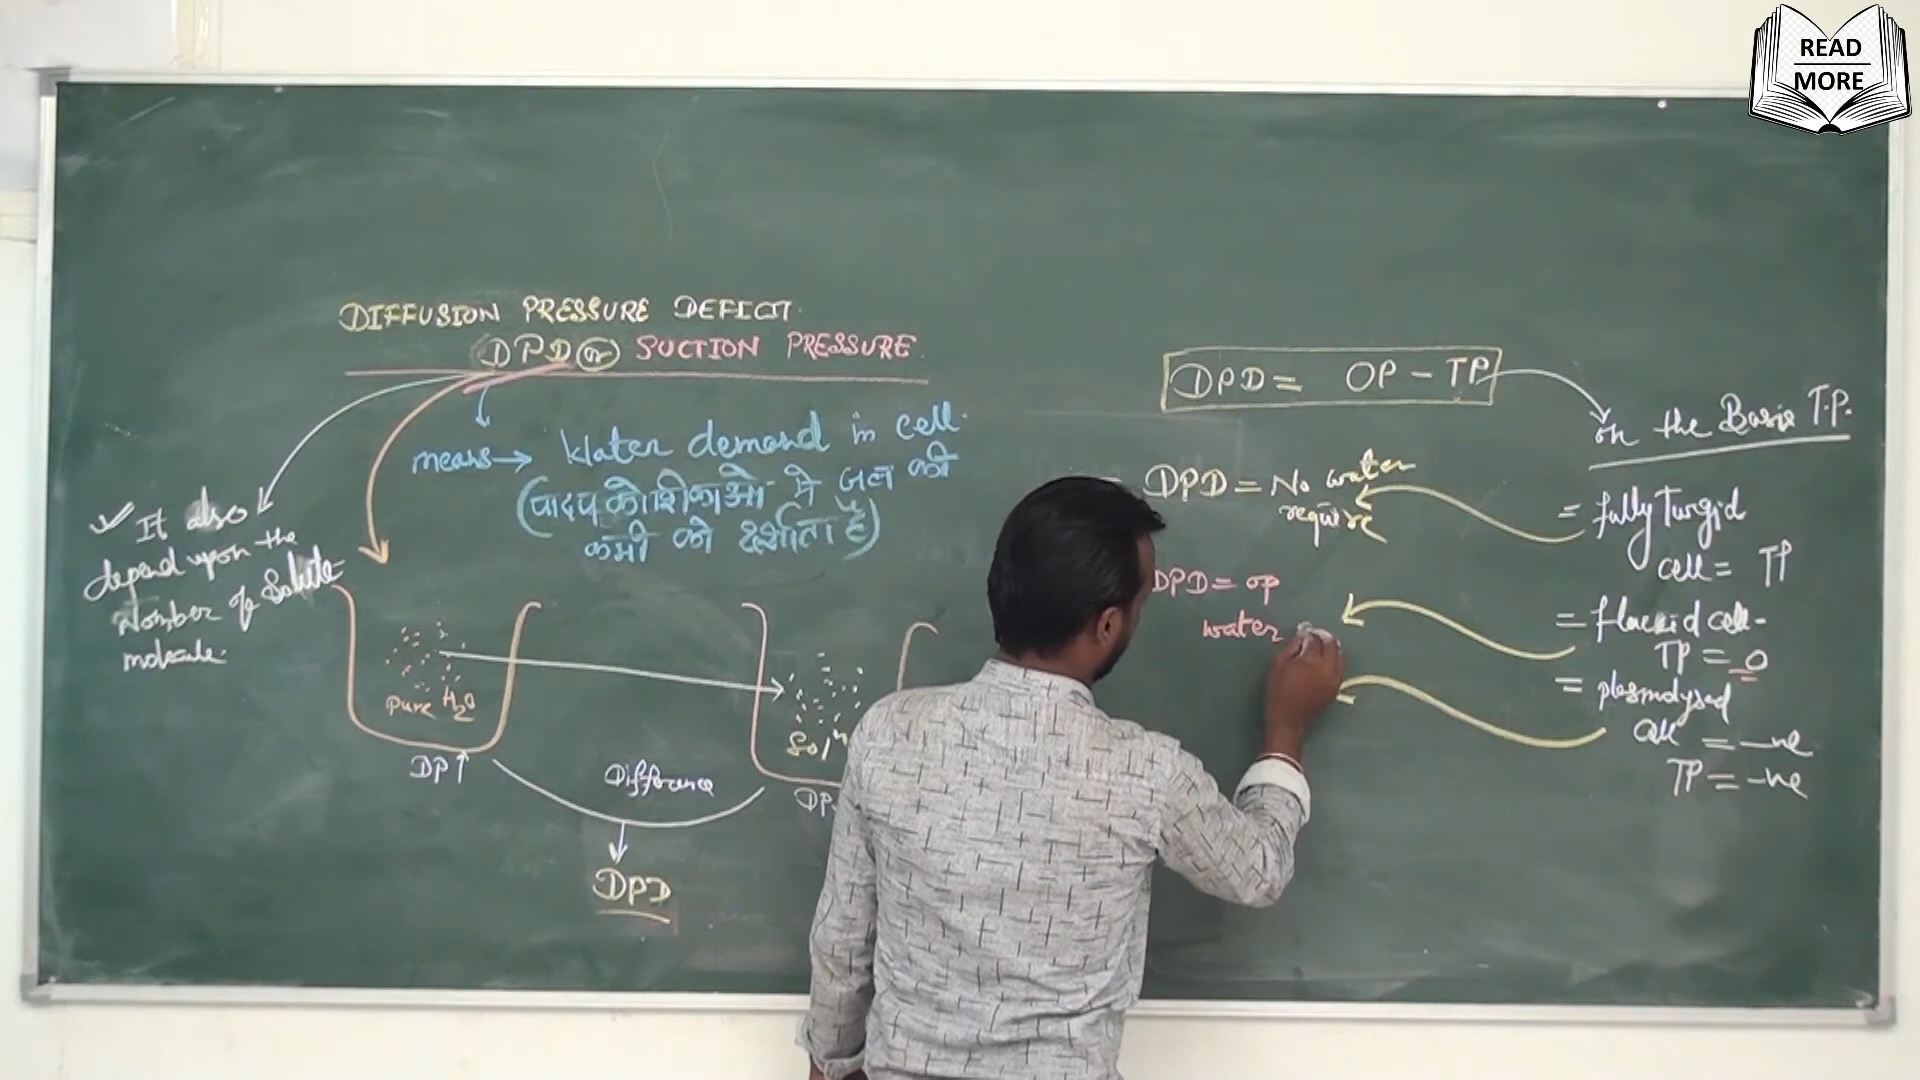 READ
MORE
DIFFUSION PRESSURE DEFICIT.
DPD or SUCTION PRESSURE.
means → Water demand in cell.
(पादप कोशिकाओं में जल की
कमी को दर्शाता है)
✓ It also
depend upon the
Number of Solute
molecule.
pure H2O
DP↑
Soln
DP
Difference
DPD
DPD = OP - TP
on the Basis T.P.
DPD = No water
require
= fully Turgid
cell = TP
DPD = op
water
= flaccid cell-
TP = 0
= plasmolysed
cell = -ve
TP = -ve